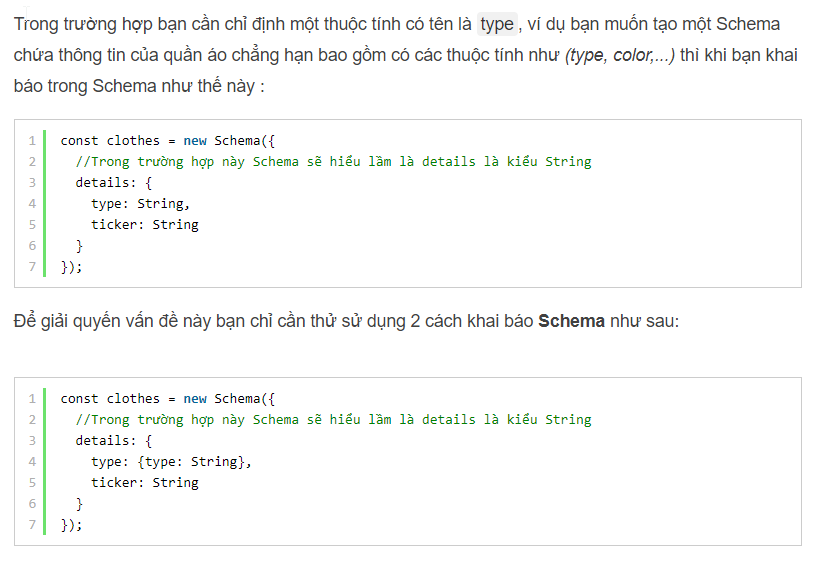 Trong trường hợp bạn cần chỉ định một thuộc tính có tên là type, ví dụ bạn muốn tạo một Schema
chứa thông tin của quần áo chẳng hạn bao gồm có các thuộc tính như (type, color,...) thì khi bạn khai
báo trong Schema như thế này :
1 const clothes = new Schema({
2 //Trong trường hợp này Schema sẽ hiểu lầm là details là kiểu String
3 details: {
4 type: String,
5 ticker: String
6 }
7 });
Để giải quyến vấn đề này bạn chỉ cần thử sử dụng 2 cách khai báo Schema như sau:
1 const clothes = new Schema({
2 //Trong trường hợp này Schema sẽ hiểu lầm là details là kiểu String
3 details: {
4 type: {type: String},
5 ticker: String
6 }
7 });